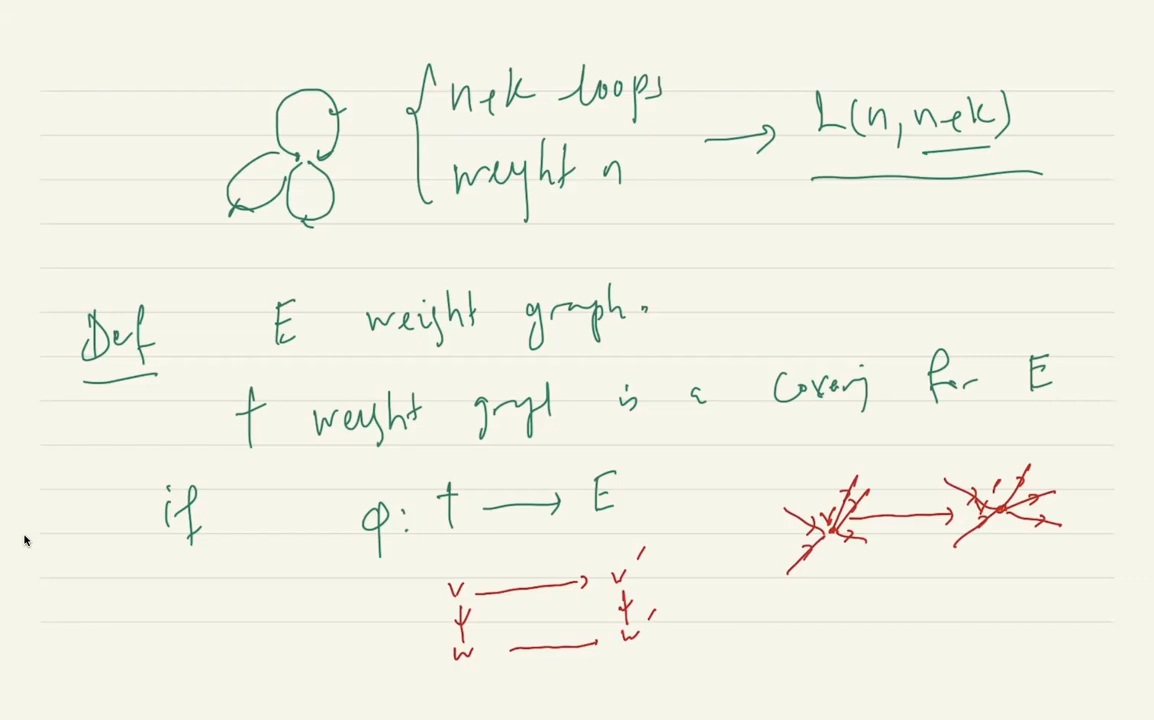 { n+k loops
weight n → L(n, n+k)
Def E weight graph.
F weight graph is a covering for E
if φ: F → E
v → v'
w → w'
v → v'